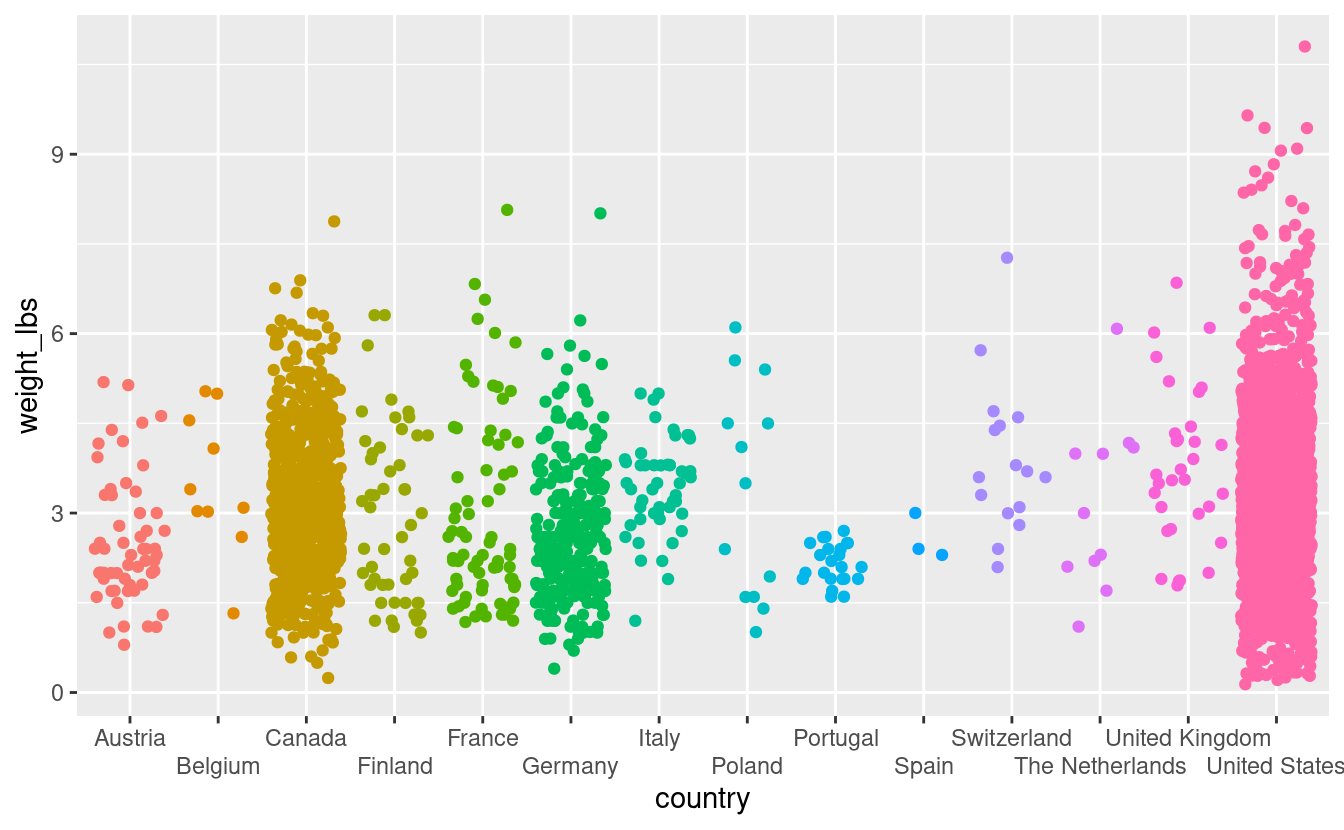 9
6
3
0
weight_lbs
Austria Canada France Italy Portugal Switzerland United Kingdom
Belgium Finland Germany Poland Spain The Netherlands United States
country